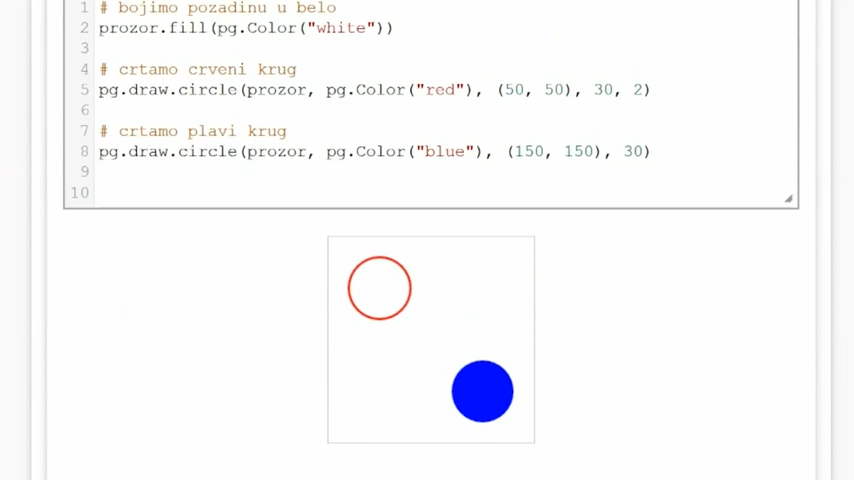 1 # bojimo pozadinu u belo
2 prozor.fill(pg.Color("white"))
3
4 # crtamo crveni krug
5 pg.draw.circle(prozor, pg.Color("red"), (50, 50), 30, 2)
6
7 # crtamo plavi krug
8 pg.draw.circle(prozor, pg.Color("blue"), (150, 150), 30)
9
10